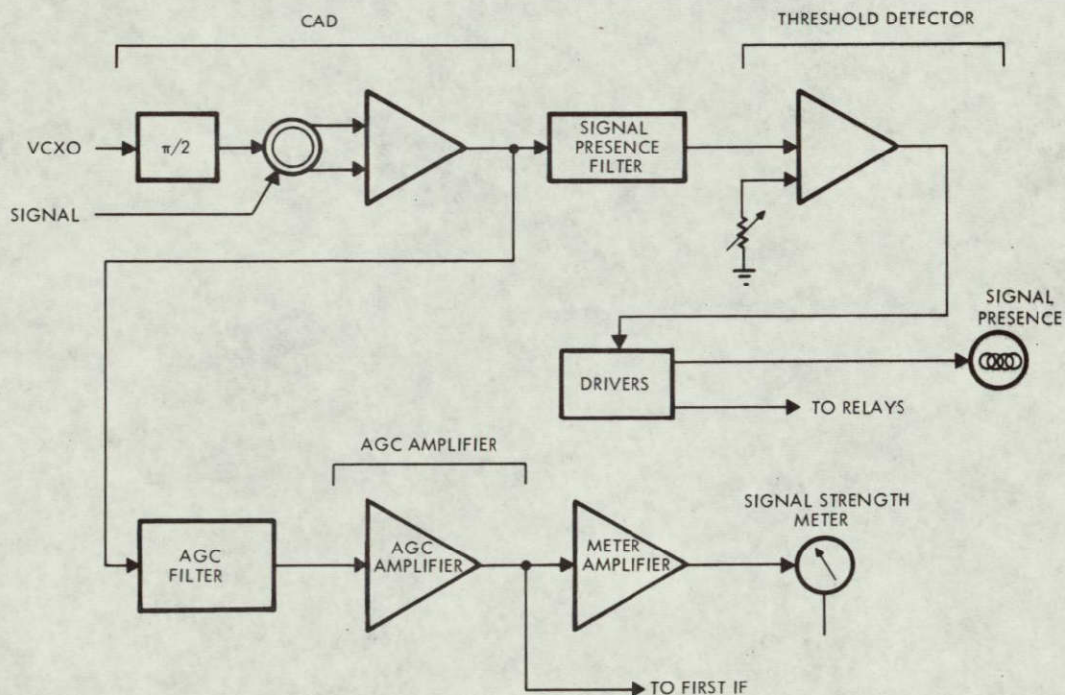 CAD
THRESHOLD DETECTOR
VCXO
π/2
SIGNAL
SIGNAL
PRESENCE
FILTER
SIGNAL
PRESENCE
DRIVERS
TO RELAYS
AGC AMPLIFIER
AGC
FILTER
AGC
AMPLIFIER
METER
AMPLIFIER
SIGNAL STRENGTH
METER
TO FIRST IF